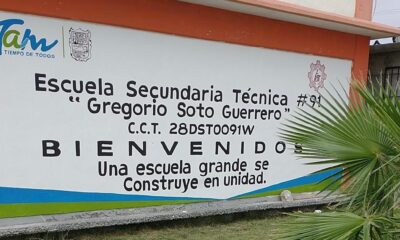 Tam
TIEMPO DE TODOS
Escuela Secundaria Técnica #91
“Gregorio Soto Guerrero”
C.C.T. 28DST0091W
BIENVENIDOS
Una escuela grande se
Construye en unidad.